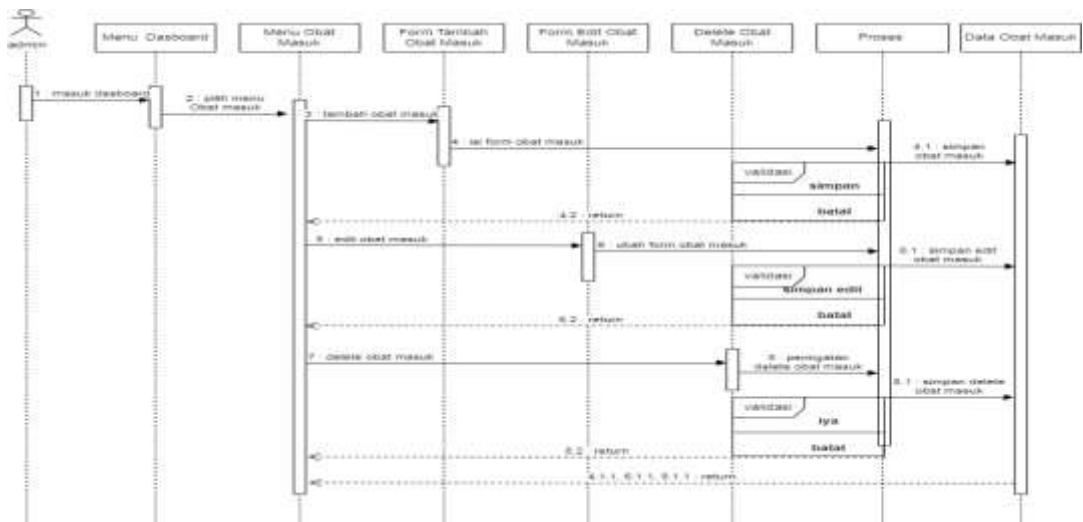 admin
Menu Dasboard
Menu Obat
Masuk
Form Tambah
Obat Masuk
Form Edit Obat
Masuk
Delete Obat
Masuk
Proses
Data Obat Masuk
1 : masuk dasboard
2 : pilih menu
Obat masuk
3 : tambah obat masuk
4 : isi form obat masuk
4.1 : simpan
obat masuk
validasi
simpan
batal
4.2 : return
5 : edit obat masuk
6 : ubah form obat masuk
6.1 : simpan edit
obat masuk
validasi
simpan edit
batal
6.2 : return
7 : delete obat masuk
8 : peringatan
delete obat masuk
8.1 : simpan delete
obat masuk
validasi
iya
batal
8.2 : return
4.1.1, 6.1.1, 8.1.1 : return